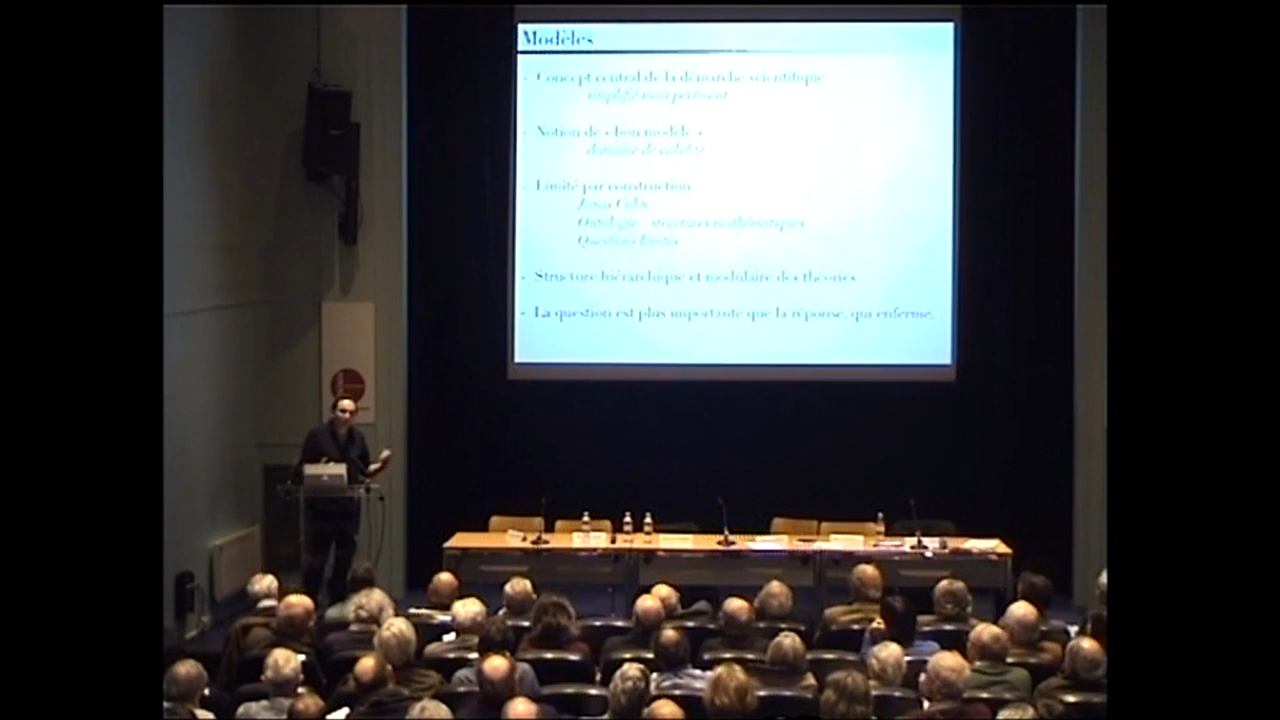 Modèles
- Concept central de la démarche scientifique
simplifié mais pertinent
- Notion de « bon modèle »
domaine de validité
- Limité par construction
Jonas Cohn
Ontologie structures mathématiques
Questions limites
- Structure hiérarchique et modulaire des théories
- La question est plus importante que la réponse, qui enferme.